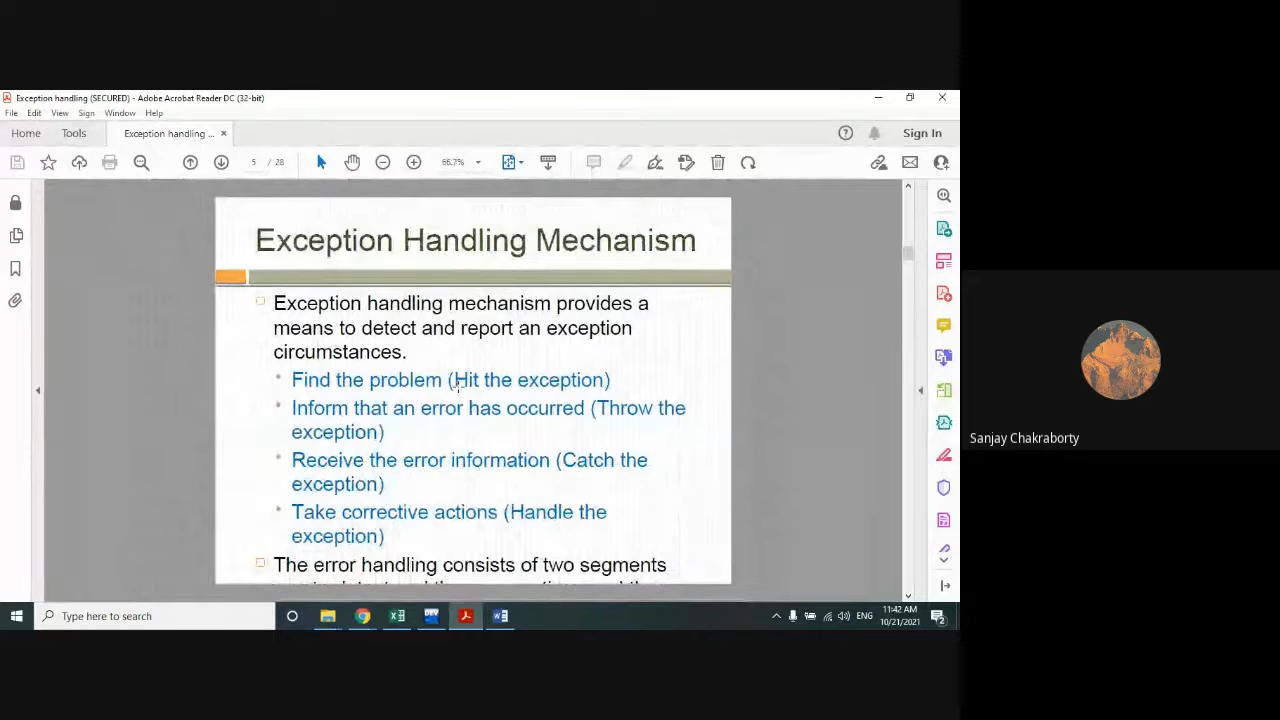 Exception handling (SECURED) - Adobe Acrobat Reader DC (32-bit)
File Edit View Sign Window Help
Home Tools Exception handling ... × Sign In
5 / 28 66.7%
Exception Handling Mechanism
Exception handling mechanism provides a
means to detect and report an exception
circumstances.
Find the problem (Hit the exception)
Inform that an error has occurred (Throw the
exception)
Receive the error information (Catch the
exception)
Take corrective actions (Handle the
exception)
The error handling consists of two segments
Sanjay Chakraborty
Type here to search
ENG
11:42 AM
10/21/2021
2